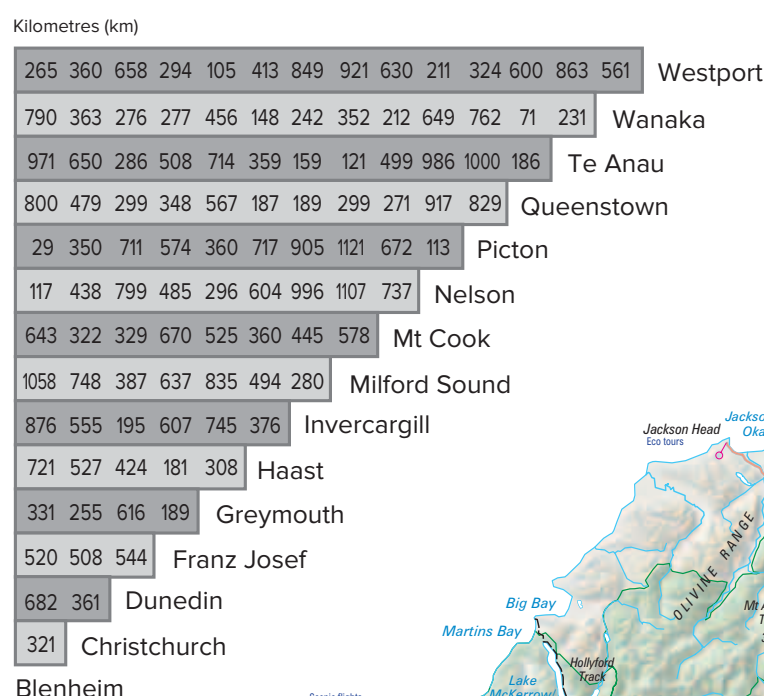 Kilometres (km)
265 360 658 294 105 413 849 921 630 211 324 600 863 561 Westport
790 363 276 277 456 148 242 352 212 649 762 71 231 Wanaka
971 650 286 508 714 359 159 121 499 986 1000 186 Te Anau
800 479 299 348 567 187 189 299 271 917 829 Queenstown
29 350 711 574 360 717 905 1121 672 113 Picton
117 438 799 485 296 604 996 1107 737 Nelson
643 322 329 670 525 360 445 578 Mt Cook
1058 748 387 637 835 494 280 Milford Sound
876 555 195 607 745 376 Invercargill
721 527 424 181 308 Haast
331 255 616 189 Greymouth
520 508 544 Franz Josef
682 361 Dunedin
321 Christchurch
Blenheim
Jackson Head
Eco tours
OLIVINE RANGE
Big Bay
Martins Bay
Hollyford
Track
Lake
McKerrow